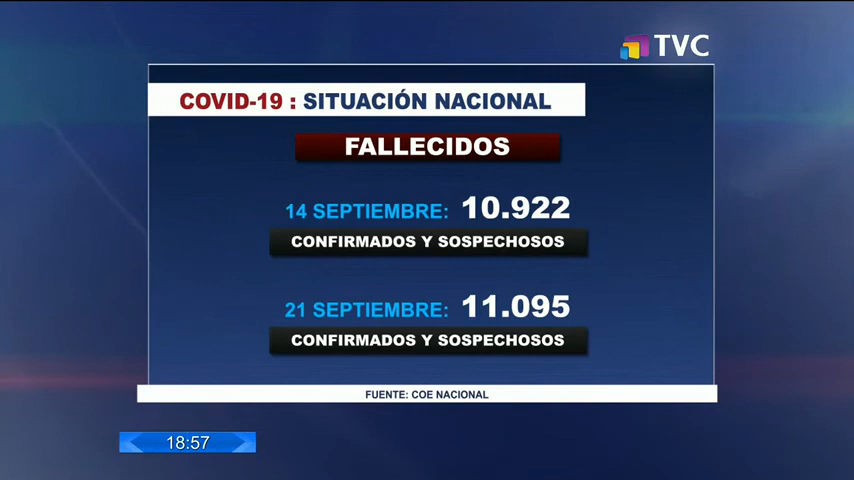 TVC
COVID-19 : SITUACIÓN NACIONAL
FALLECIDOS
14 SEPTIEMBRE: 10.922
CONFIRMADOS Y SOSPECHOSOS
21 SEPTIEMBRE: 11.095
CONFIRMADOS Y SOSPECHOSOS
FUENTE: COE NACIONAL
18:57